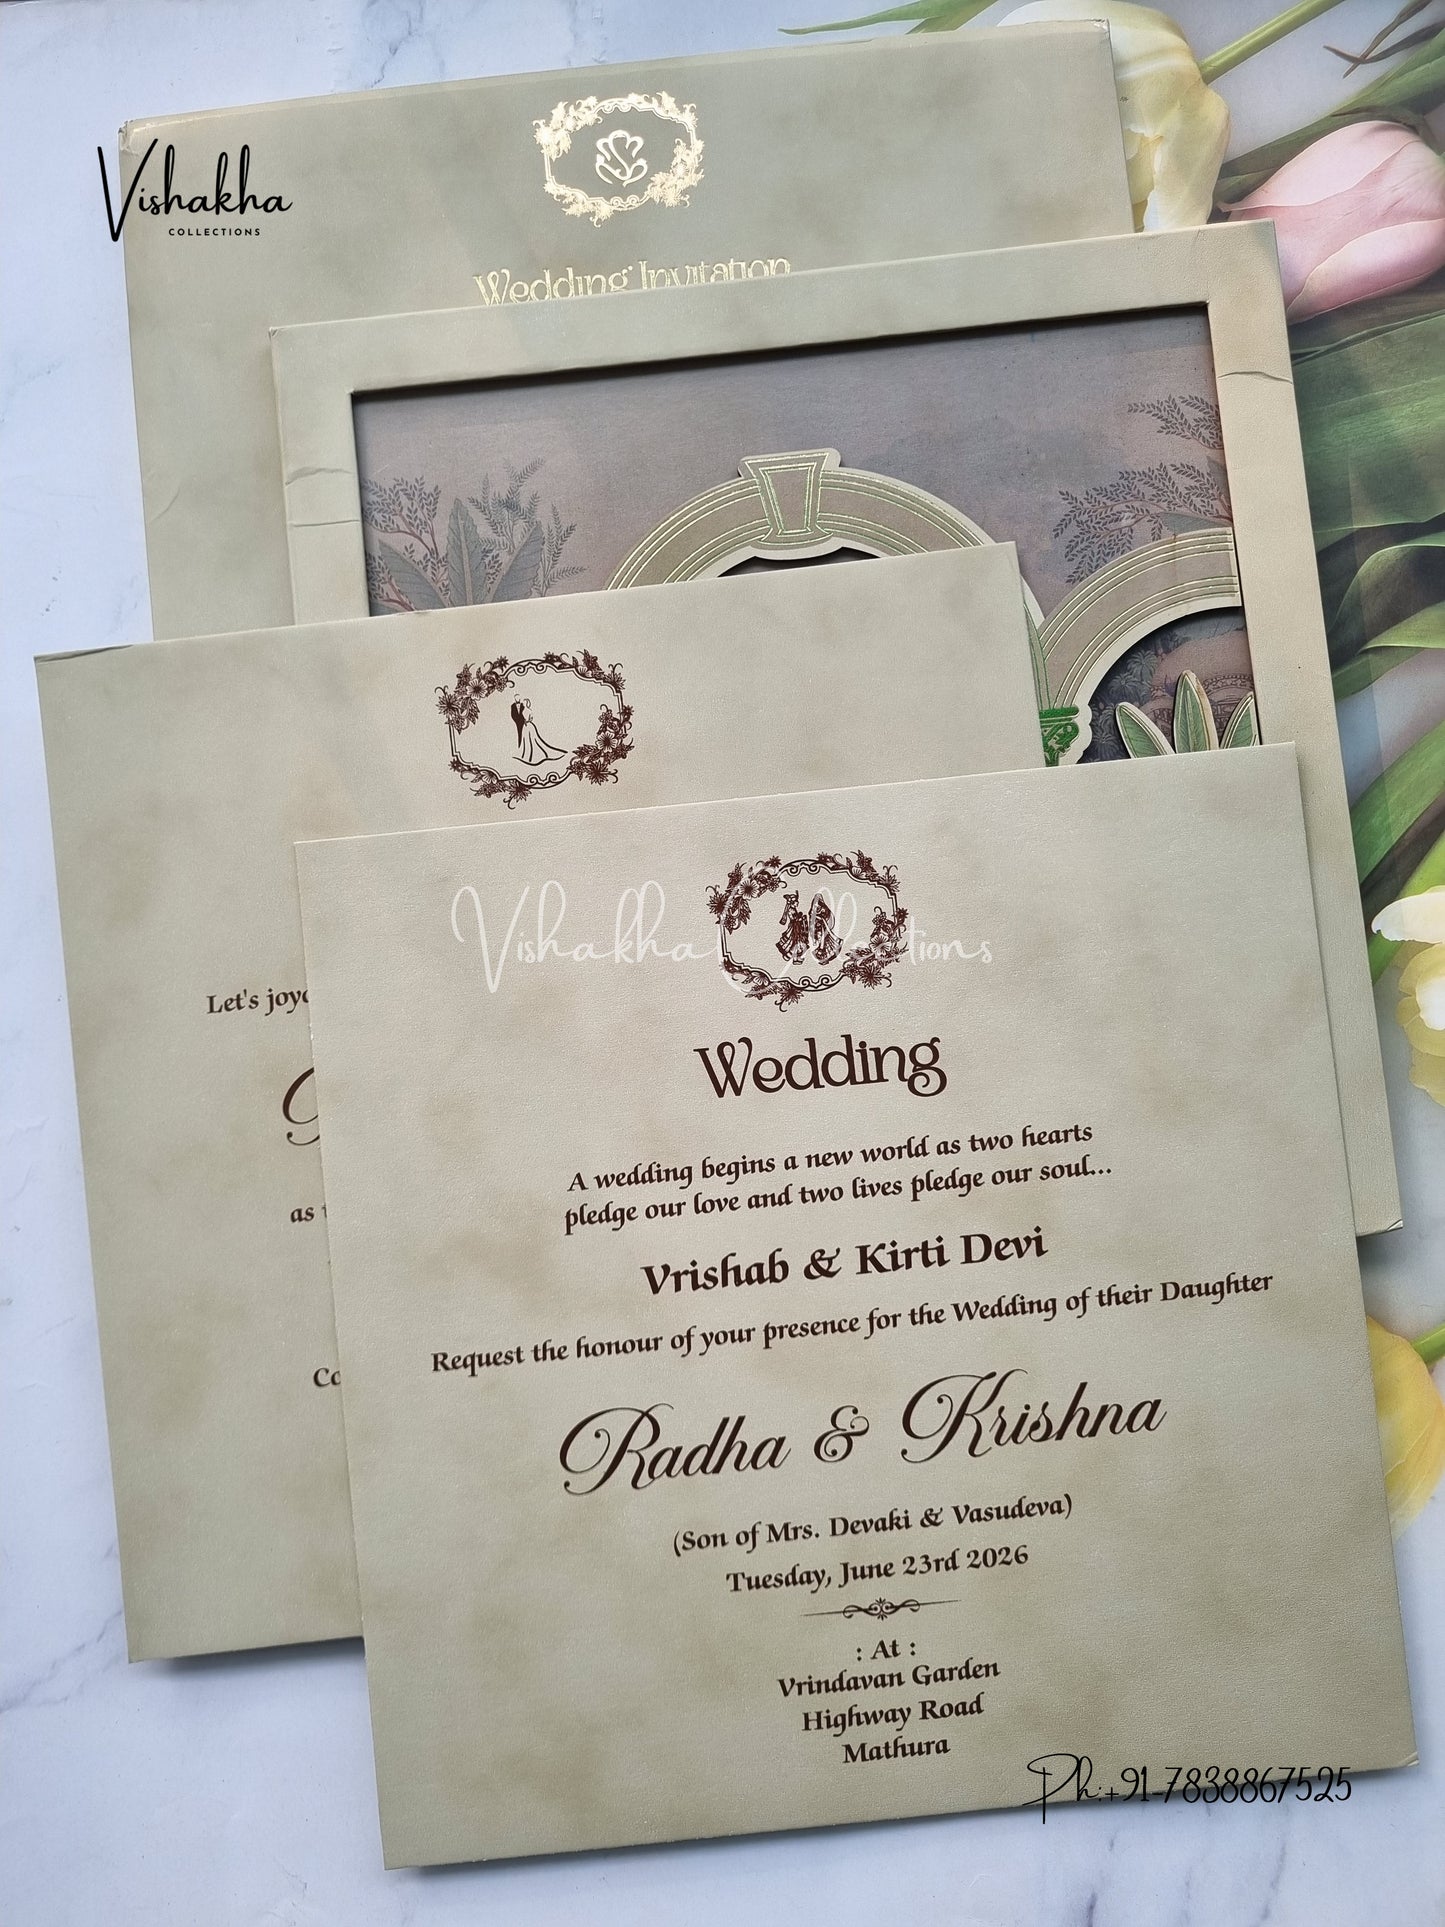 Vishakha
COLLECTIONS
Wedding Invitation
Let's
as
Vishakha Collections
Wedding
A wedding begins a new world as two hearts
pledge our love and two lives pledge our soul...
Vrishab & Kirti Devi
Request the honour of your presence for the Wedding of their Daughter
Radha & Krishna
(Son of Mrs. Devaki & Vasudeva)
Tuesday, June 23rd 2026
: At :
Vrindavan Garden
Highway Road
Mathura
Ph:+91-7838867525